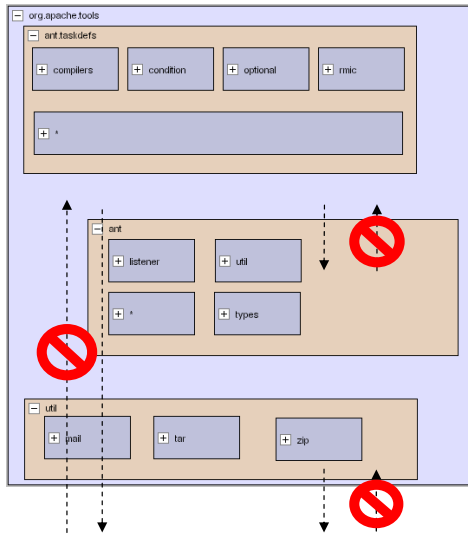 org.apache.tools
ant.taskdefs
compilers
condition
optional
rmic
*
ant
listener
util
*
types
util
mail
tar
zip